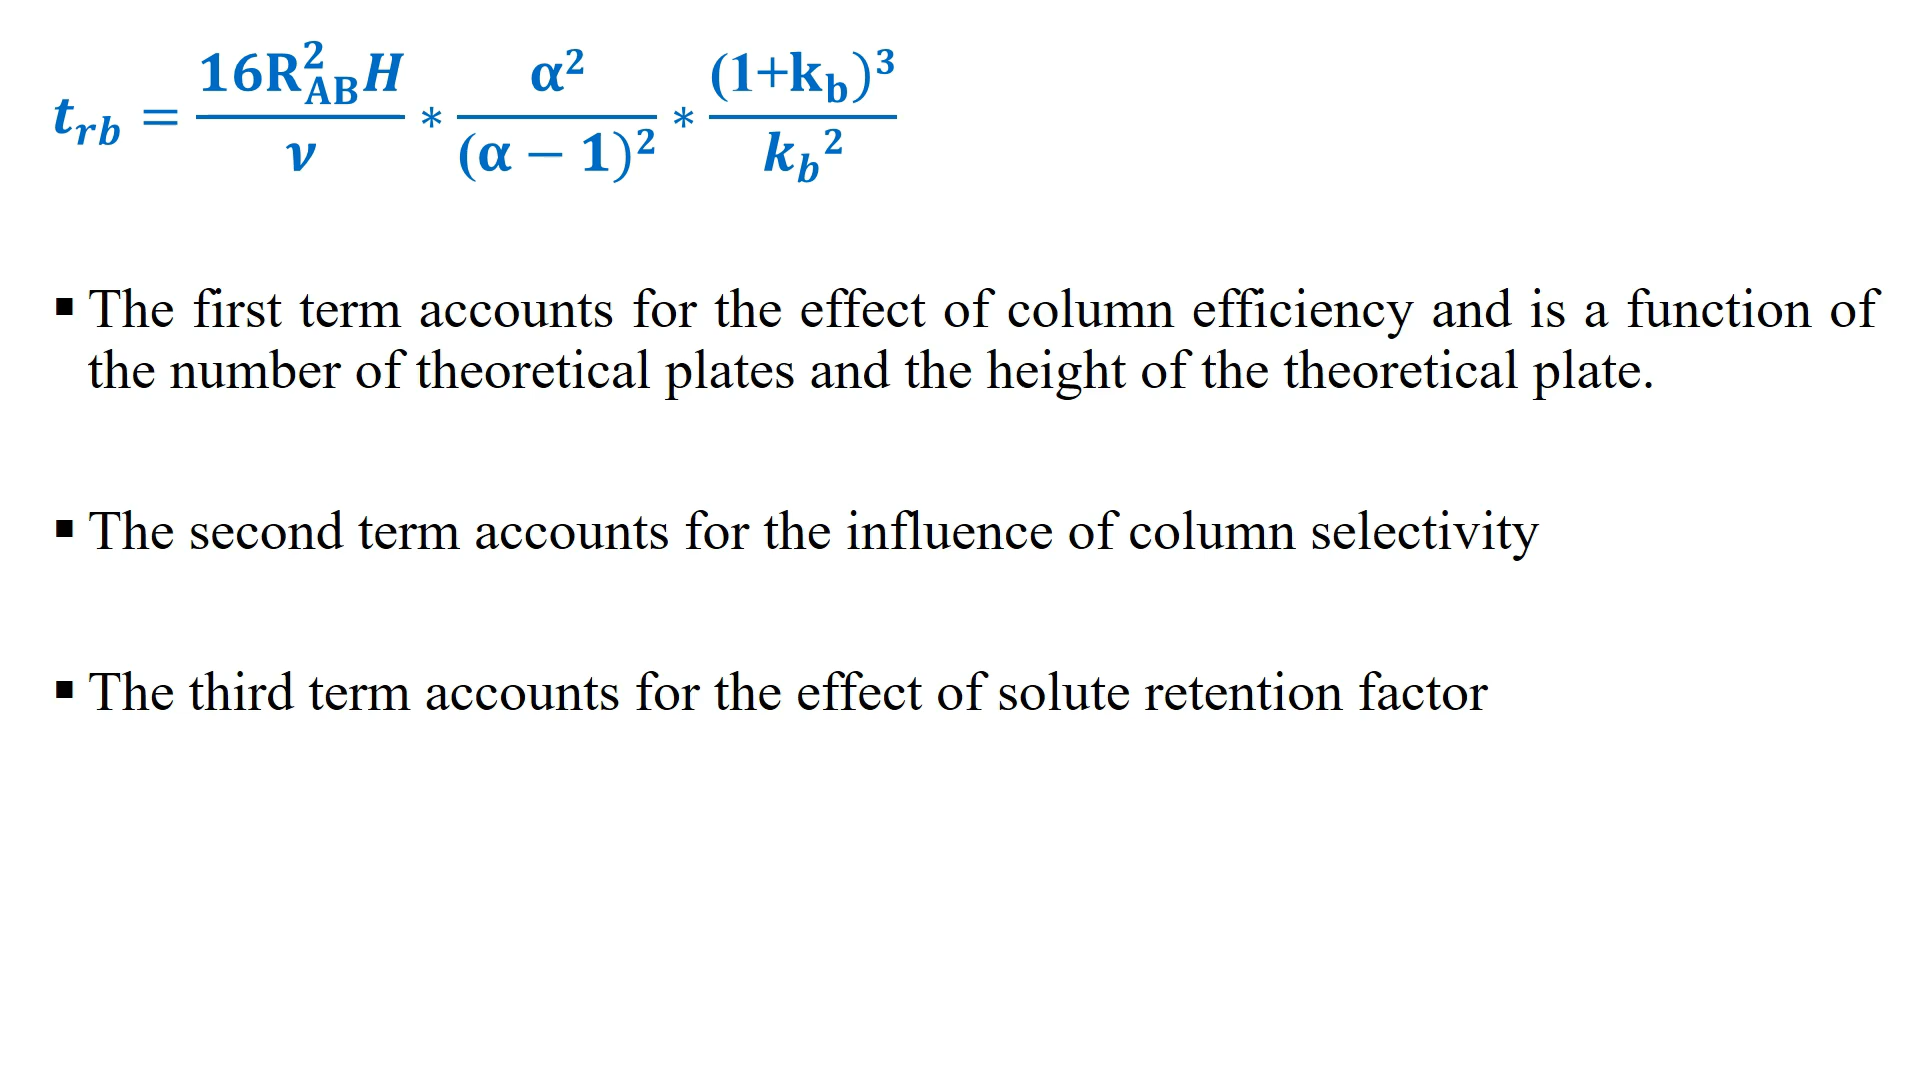 t_rb = 16R²_AB H / ν * α² / (α − 1)² * (1+k_b)³ / k_b²
▪ The first term accounts for the effect of column efficiency and is a function of
the number of theoretical plates and the height of the theoretical plate.
▪ The second term accounts for the influence of column selectivity
▪ The third term accounts for the effect of solute retention factor